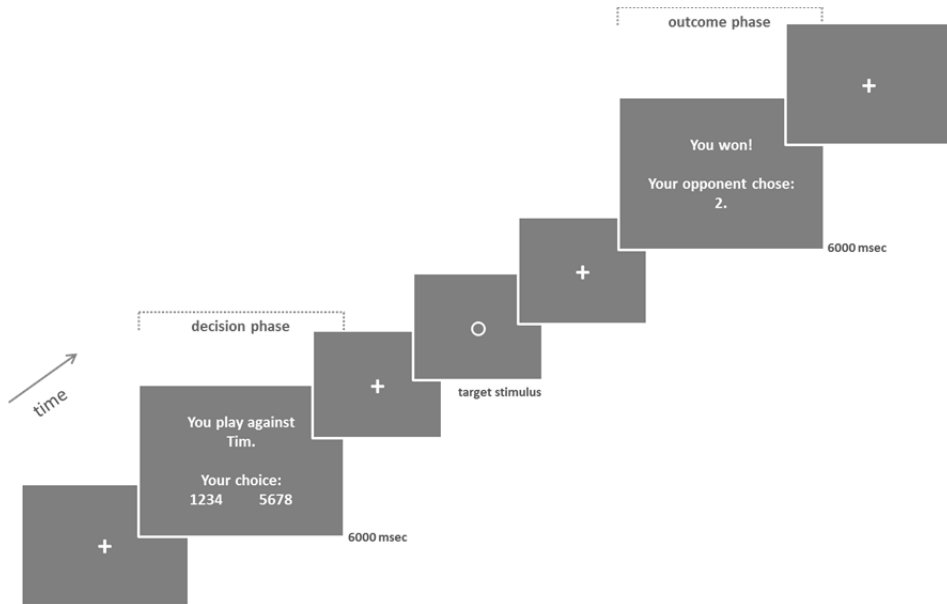 outcome phase
You won!
Your opponent chose:
2.
6000 msec
decision phase
target stimulus
time
You play against
Tim.
Your choice:
1234 5678
6000 msec